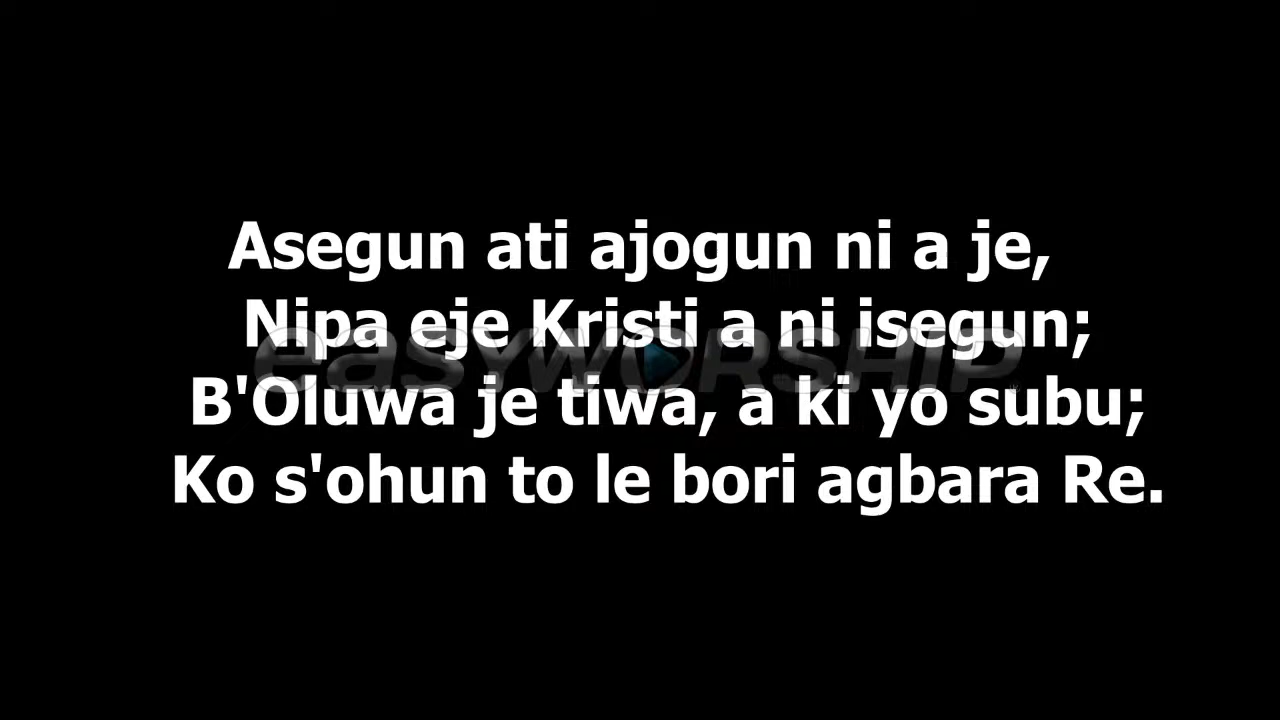 Asegun ati ajogun ni a je,
Nipa eje Kristi a ni isegun;
easyworship
B'Oluwa je tiwa, a ki yo subu;
Ko s'ohun to le bori agbara Re.